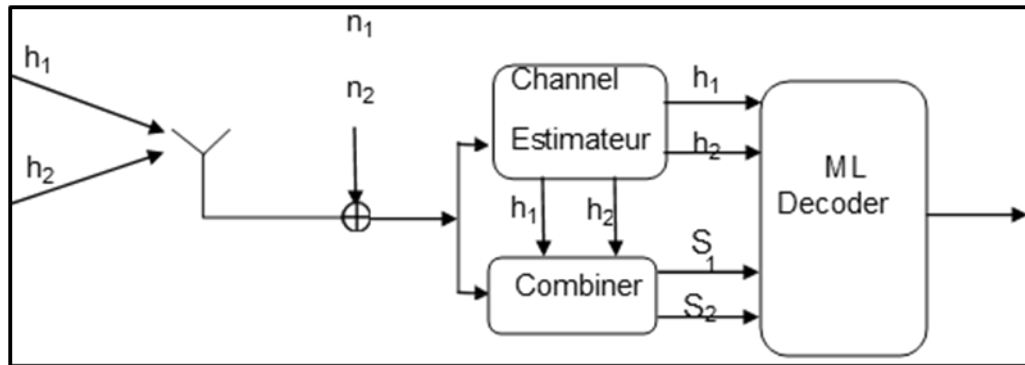 n₁
h₁
n₂
h₂
Channel
Estimateur
h₁
h₂
h₁
h₂
ML
Decoder
Combiner
S₁
S₂